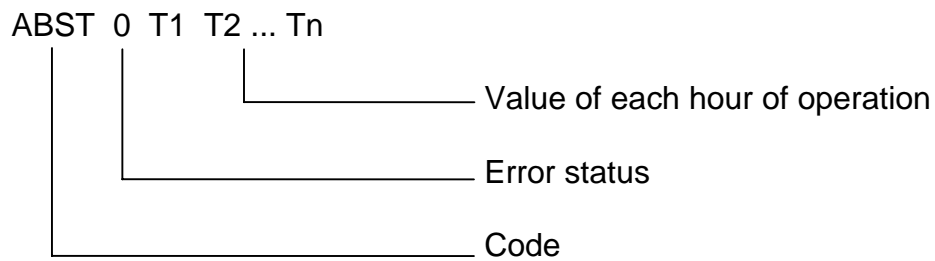 ABST 0 T1 T2 ... Tn
Value of each hour of operation
Error status
Code